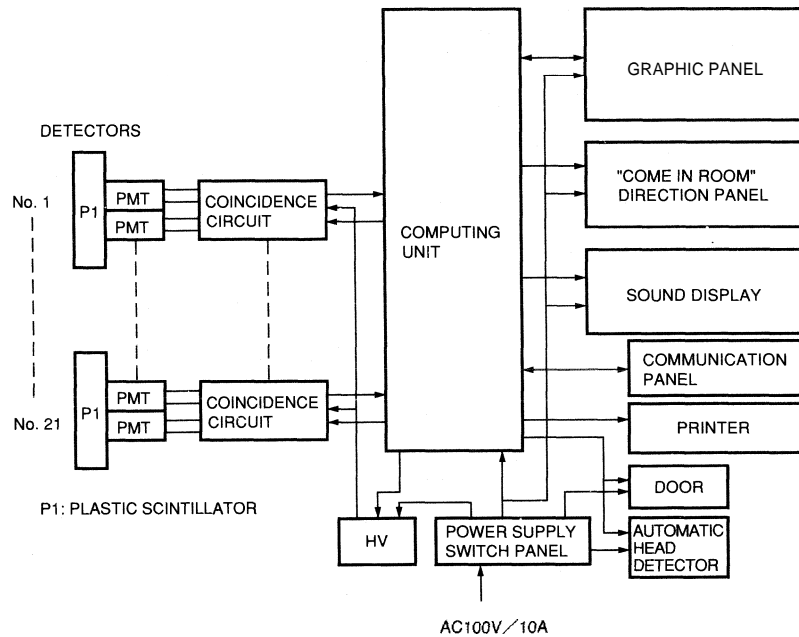 DETECTORS
No. 1
P1
PMT
PMT
COINCIDENCE
CIRCUIT
No. 21
P1
PMT
PMT
COINCIDENCE
CIRCUIT
P1: PLASTIC SCINTILLATOR
COMPUTING
UNIT
HV
POWER SUPPLY
SWITCH PANEL
AC100V/10A
GRAPHIC PANEL
"COME IN ROOM"
DIRECTION PANEL
SOUND DISPLAY
COMMUNICATION
PANEL
PRINTER
DOOR
AUTOMATIC
HEAD
DETECTOR